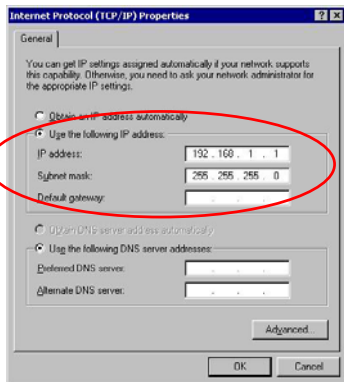 Internet Protocol (TCP/IP) Properties
General
You can get IP settings assigned automatically if your network supports
this capability. Otherwise, you need to ask your network administrator for
the appropriate IP settings.
Obtain an IP address automatically
Use the following IP address:
IP address: 192 . 168 . 1 . 1
Subnet mask: 255 . 255 . 255 . 0
Default gateway: . . .
Obtain DNS server address automatically
Use the following DNS server addresses:
Preferred DNS server: . . .
Alternate DNS server: . . .
Advanced...
OK Cancel